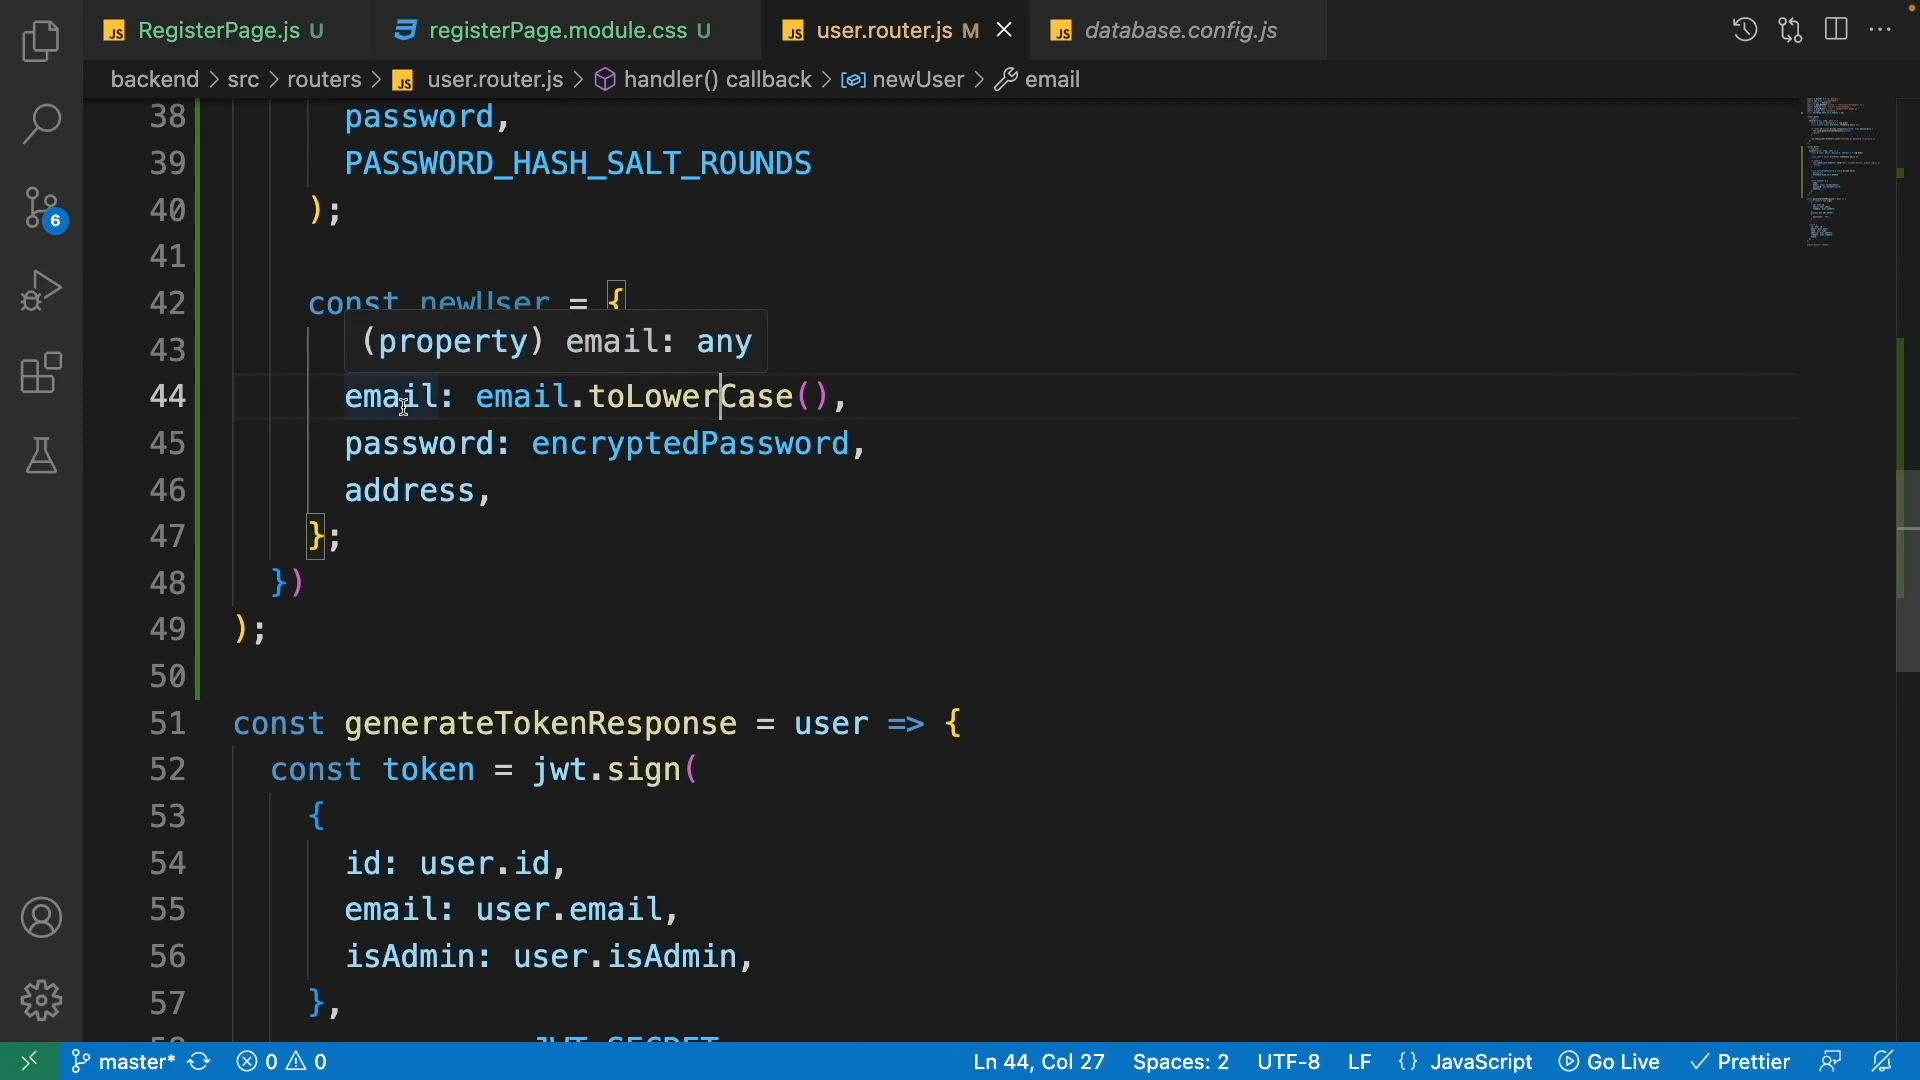 RegisterPage.js U
registerPage.module.css U
user.router.js M
database.config.js
backend > src > routers > user.router.js > handler() callback > newUser > email
38 password,
39 PASSWORD_HASH_SALT_ROUNDS
40 );
41
42 const newUser = {
(property) email: any
43
44 email: email.toLowerCase(),
45 password: encryptedPassword,
46 address,
47 };
48 })
49 );
50
51 const generateTokenResponse = user => {
52 const token = jwt.sign(
53 {
54 id: user.id,
55 email: user.email,
56 isAdmin: user.isAdmin,
57 },
6
master* 0 0 Ln 44, Col 27 Spaces: 2 UTF-8 LF {} JavaScript Go Live Prettier